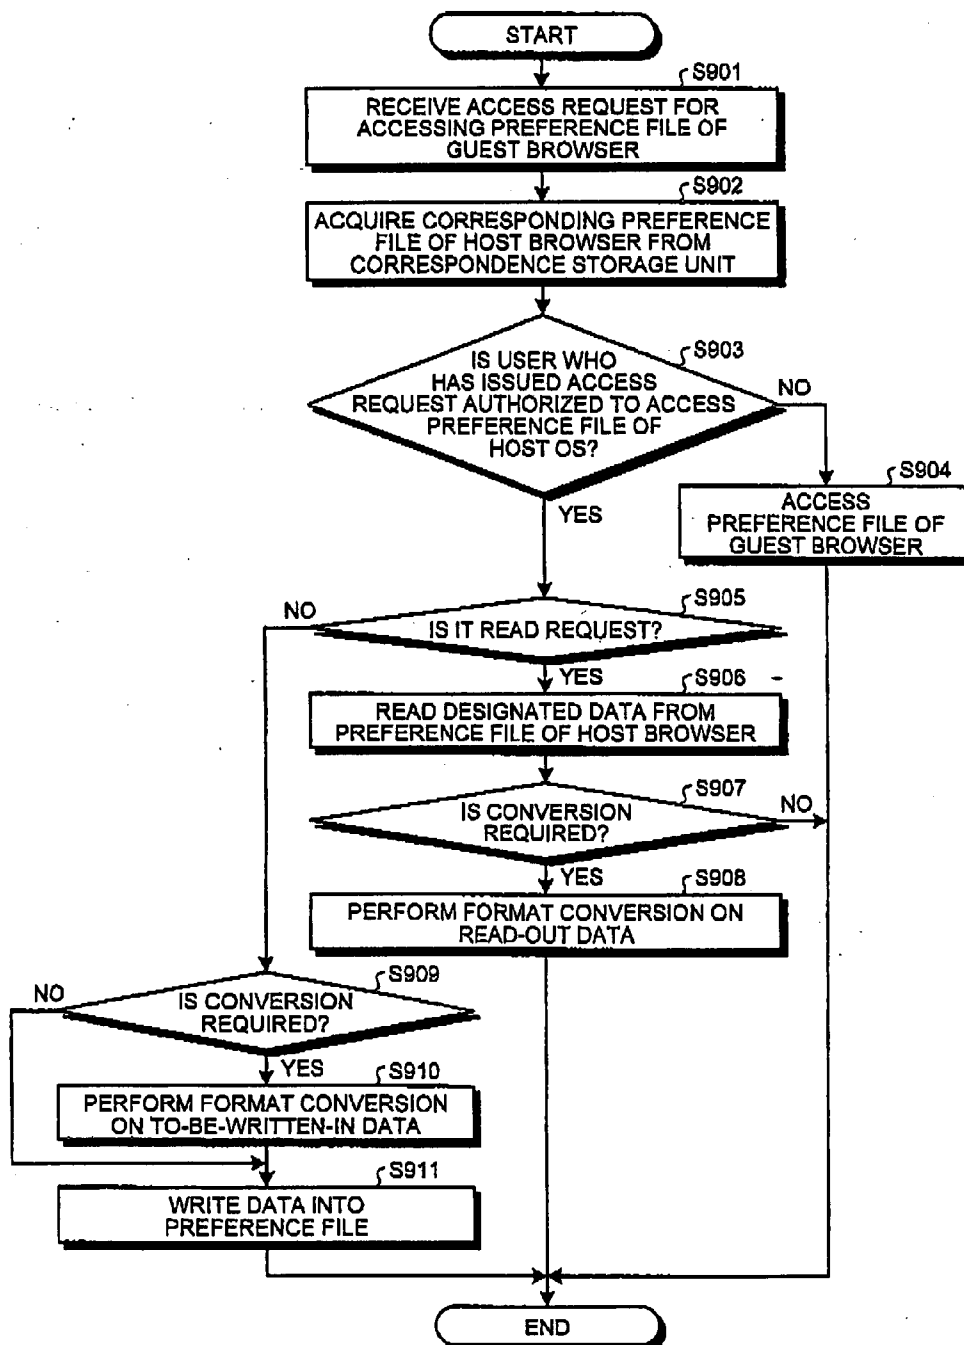 START
S901
RECEIVE ACCESS REQUEST FOR
ACCESSING PREFERENCE FILE OF
GUEST BROWSER
S902
ACQUIRE CORRESPONDING PREFERENCE
FILE OF HOST BROWSER FROM
CORRESPONDENCE STORAGE UNIT
S903
IS USER WHO
HAS ISSUED ACCESS
REQUEST AUTHORIZED TO ACCESS
PREFERENCE FILE OF
HOST OS?
NO
YES
S904
ACCESS
PREFERENCE FILE OF
GUEST BROWSER
S905
NO
IS IT READ REQUEST?
YES
S906
READ DESIGNATED DATA FROM
PREFERENCE FILE OF HOST BROWSER
S907
IS CONVERSION
REQUIRED?
NO
YES
S908
PERFORM FORMAT CONVERSION ON
READ-OUT DATA
S909
NO
IS CONVERSION
REQUIRED?
YES
S910
PERFORM FORMAT CONVERSION
ON TO-BE-WRITTEN-IN DATA
S911
WRITE DATA INTO
PREFERENCE FILE
END